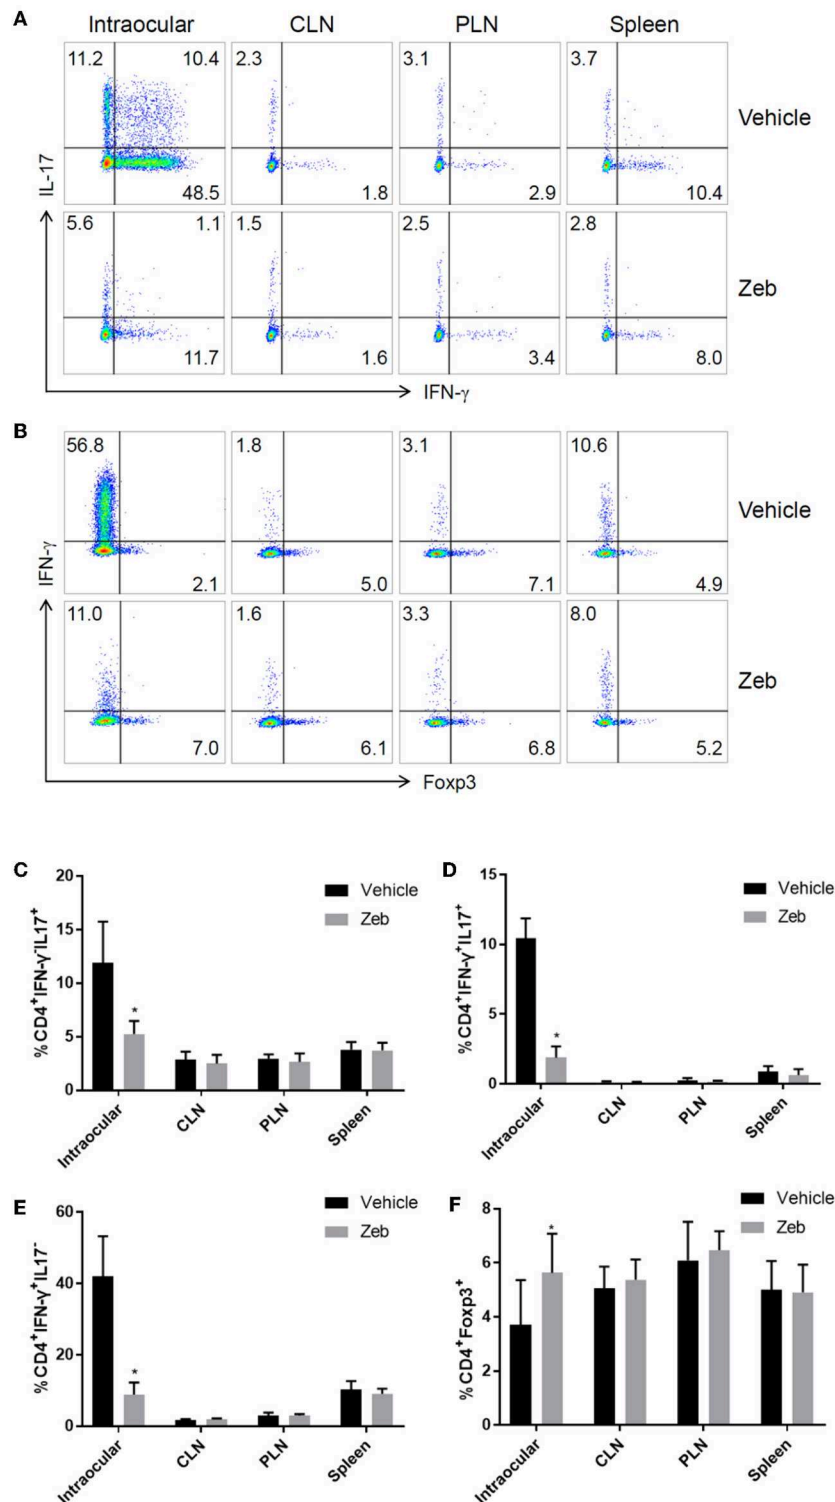 A
Intraocular CLN PLN Spleen
11.2 10.4 2.3 3.1 3.7
Vehicle
IL-17
48.5 1.8 2.9 10.4
5.6 1.1 1.5 2.5 2.8
Zeb
11.7 1.6 3.4 8.0
IFN-γ
B
56.8 1.8 3.1 10.6
Vehicle
IFN-γ
2.1 5.0 7.1 4.9
11.0 1.6 3.3 8.0
Zeb
7.0 6.1 6.8 5.2
Foxp3
C
%CD4⁺IFN-γ⁻IL17⁺
20
15
10
5
0
Vehicle
Zeb
*
Intraocular CLN PLN Spleen
D
%CD4⁺IFN-γ⁺IL17⁺
15
10
5
0
Vehicle
Zeb
*
Intraocular CLN PLN Spleen
E
%CD4⁺IFN-γ⁺IL17⁻
60
40
20
0
Vehicle
Zeb
*
Intraocular CLN PLN Spleen
F
%CD4⁺Foxp3⁺
8
6
4
2
0
Vehicle
Zeb
*
Intraocular CLN PLN Spleen